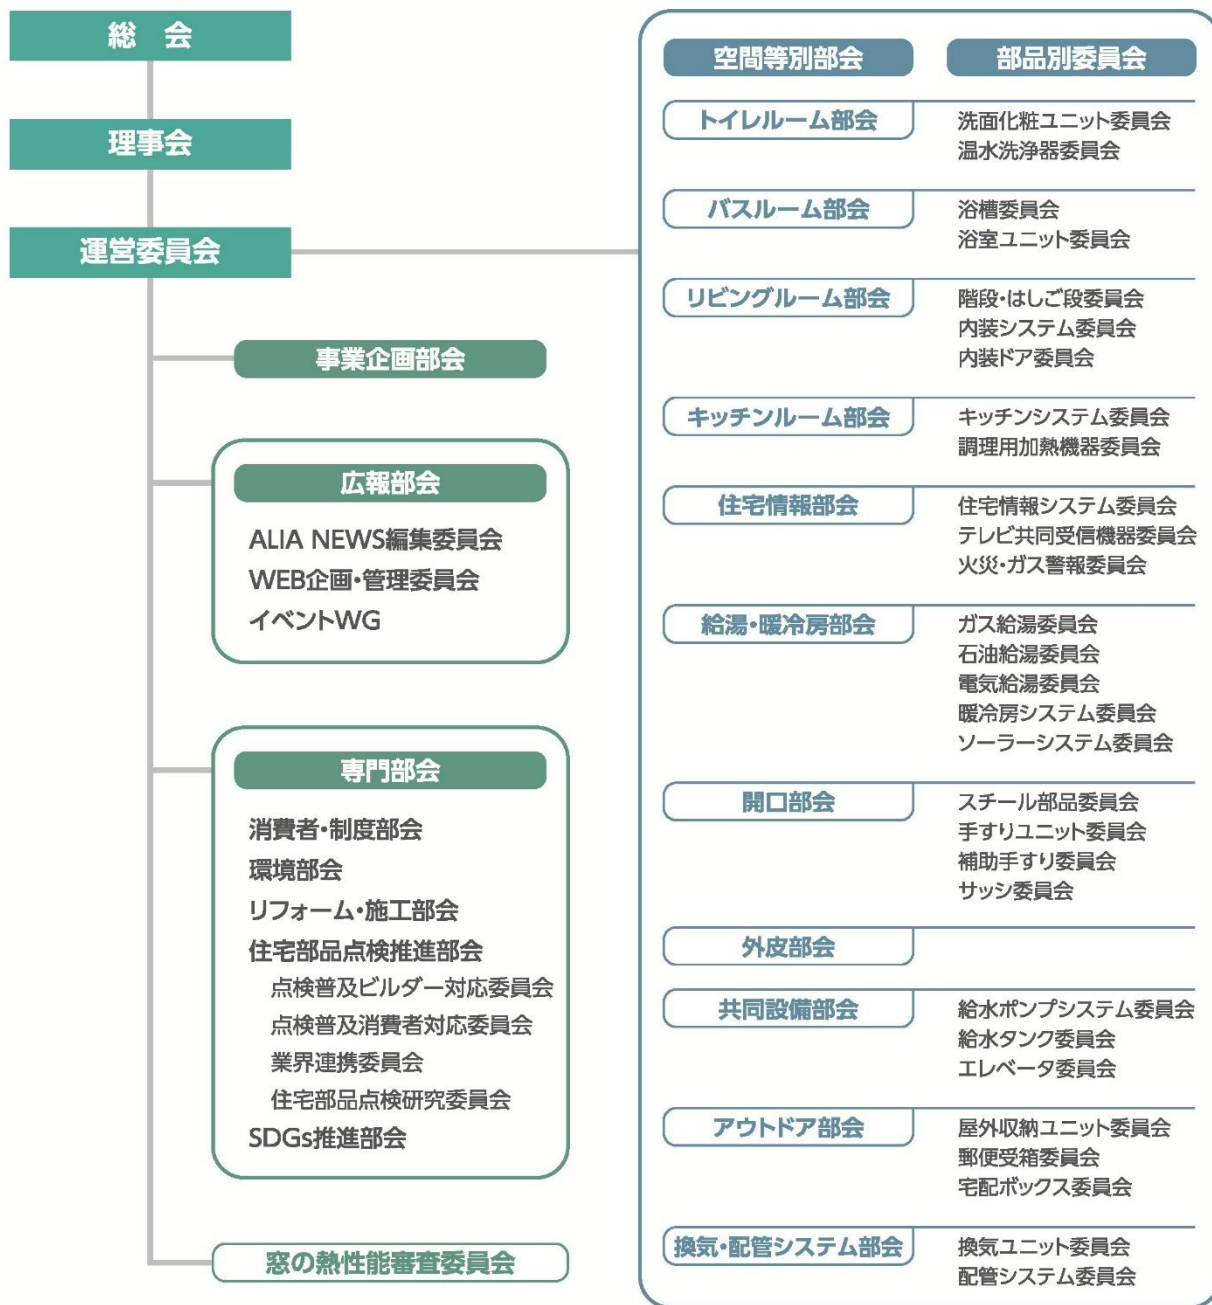 総　会
理事会
運営委員会
事業企画部会
広報部会
ALIA NEWS編集委員会
WEB企画・管理委員会
イベントWG
専門部会
消費者・制度部会
環境部会
リフォーム・施工部会
住宅部品点検推進部会
点検普及ビルダー対応委員会
点検普及消費者対応委員会
業界連携委員会
住宅部品点検研究委員会
SDGs推進部会
窓の熱性能審査委員会
空間等別部会
部品別委員会
トイレルーム部会
洗面化粧ユニット委員会
温水洗浄器委員会
バスルーム部会
浴槽委員会
浴室ユニット委員会
リビングルーム部会
階段・はしご段委員会
内装システム委員会
内装ドア委員会
キッチンルーム部会
キッチンシステム委員会
調理用加熱機器委員会
住宅情報部会
住宅情報システム委員会
テレビ共同受信機器委員会
火災・ガス警報委員会
給湯・暖冷房部会
ガス給湯委員会
石油給湯委員会
電気給湯委員会
暖冷房システム委員会
ソーラーシステム委員会
開口部会
スチール部品委員会
手すりユニット委員会
補助手すり委員会
サッシ委員会
外皮部会
共同設備部会
給水ポンプシステム委員会
給水タンク委員会
エレベータ委員会
アウトドア部会
屋外収納ユニット委員会
郵便受箱委員会
宅配ボックス委員会
換気・配管システム部会
換気ユニット委員会
配管システム委員会